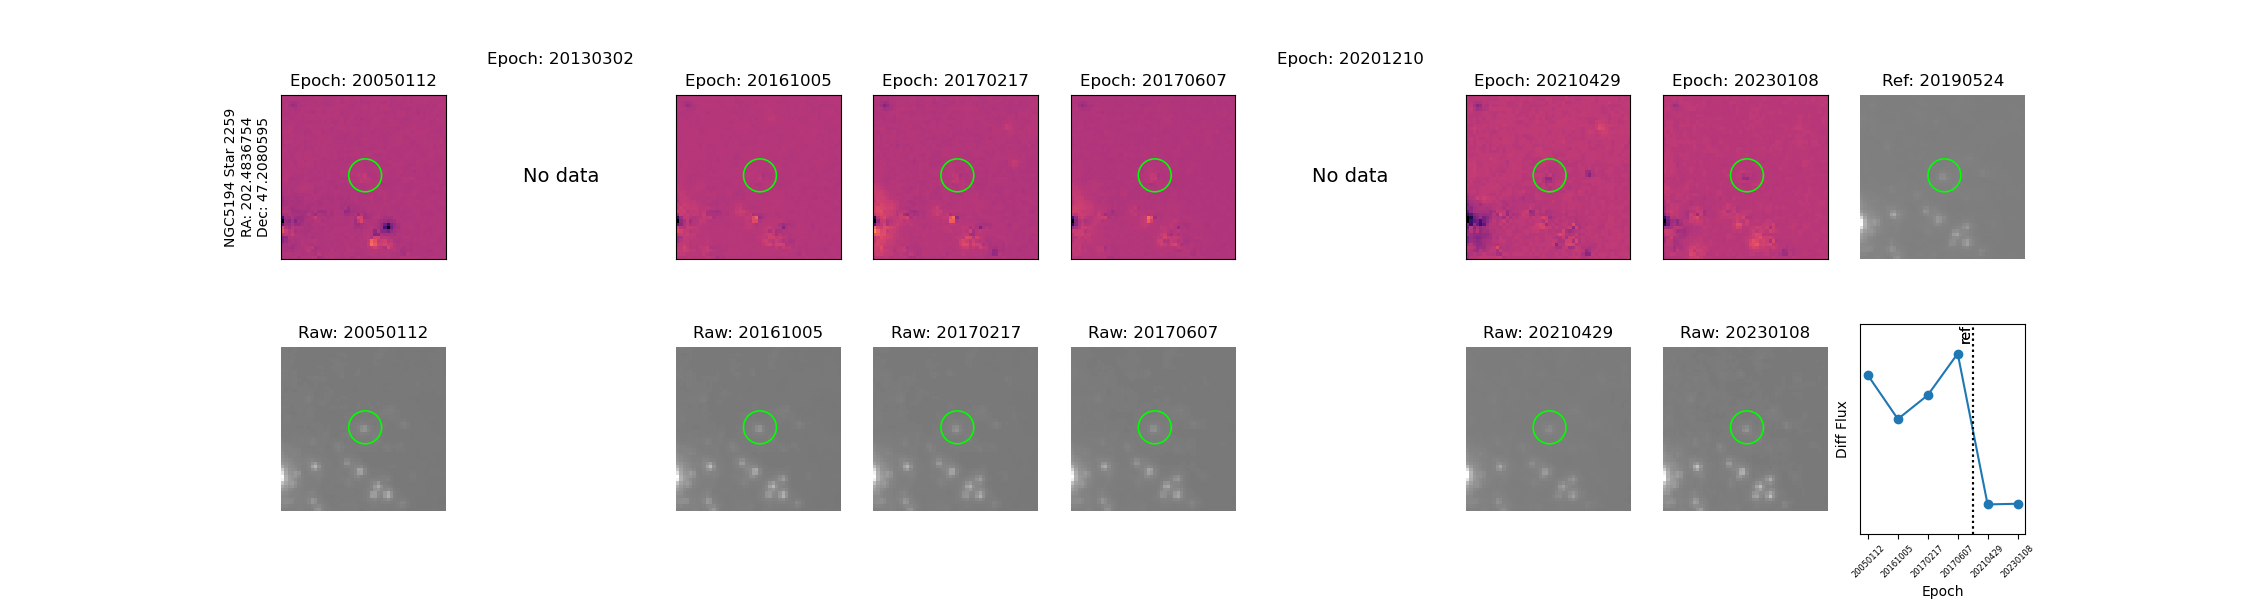 Epoch: 20130302
Epoch: 20201210
Epoch: 20050112
Epoch: 20161005
Epoch: 20170217
Epoch: 20170607
Epoch: 20210429
Epoch: 20230108
Ref: 20190524
NGC5194 Star 2259
RA: 202.4836754
Dec: 47.2080595
No data
No data
Raw: 20050112
Raw: 20161005
Raw: 20170217
Raw: 20170607
Raw: 20210429
Raw: 20230108
ref
Diff Flux
20050112
20161005
20170217
20170607
20210429
20230108
Epoch